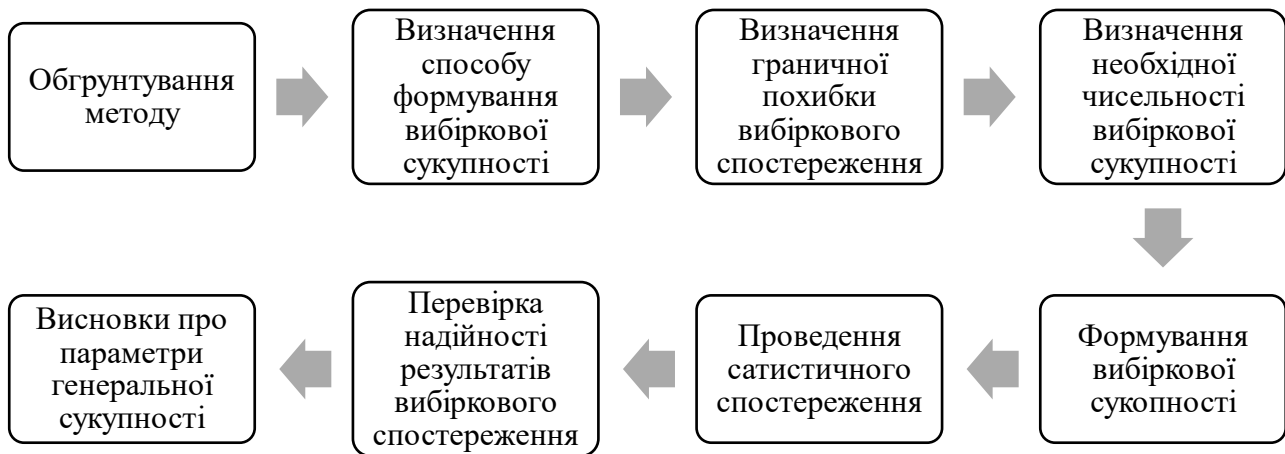 Обгрунтування
методу
Визначення
способу
формування
вибіркової
сукупності
Визначення
граничної
похибки
вибіркового
спостереження
Визначення
необхідної
чисельності
вибіркової
сукупності
Формування
вибіркової
сукопності
Проведення
сатистичного
спостереження
Перевірка
надійності
результатів
вибіркового
спостереження
Висновки про
параметри
генеральної
сукупності